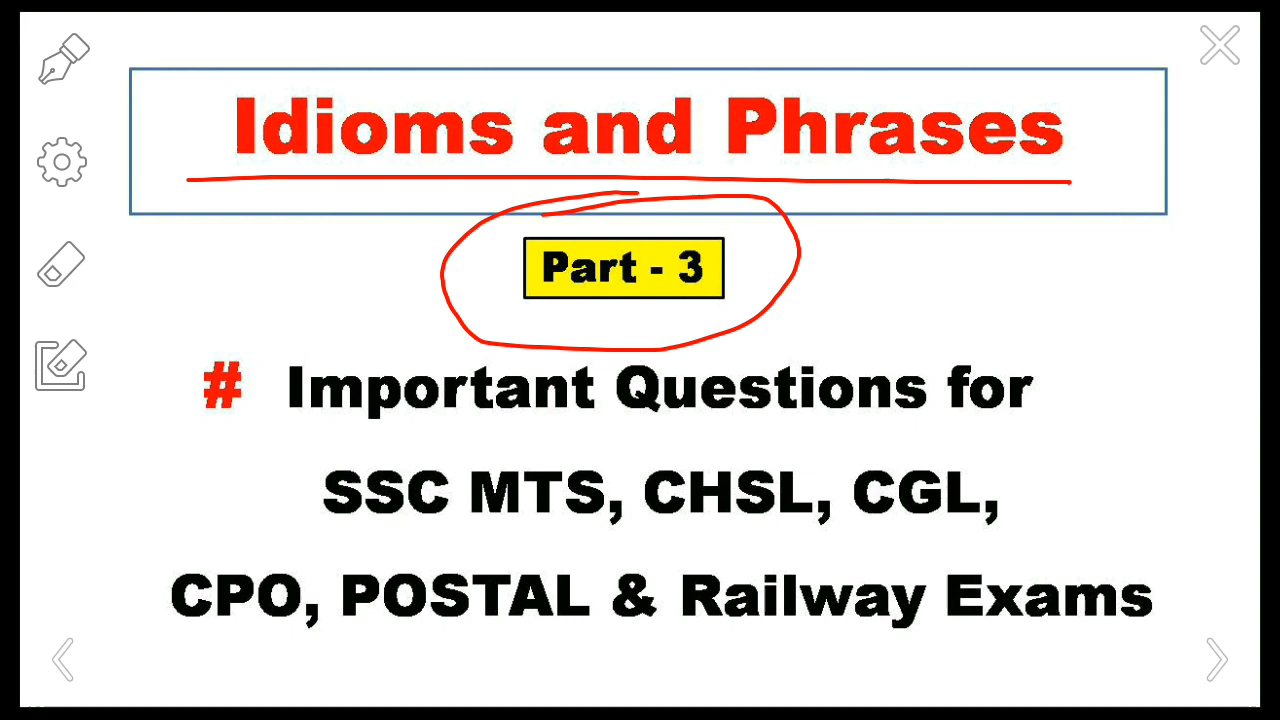 Idioms and Phrases
Part - 3
# Important Questions for
SSC MTS, CHSL, CGL,
CPO, POSTAL & Railway Exams